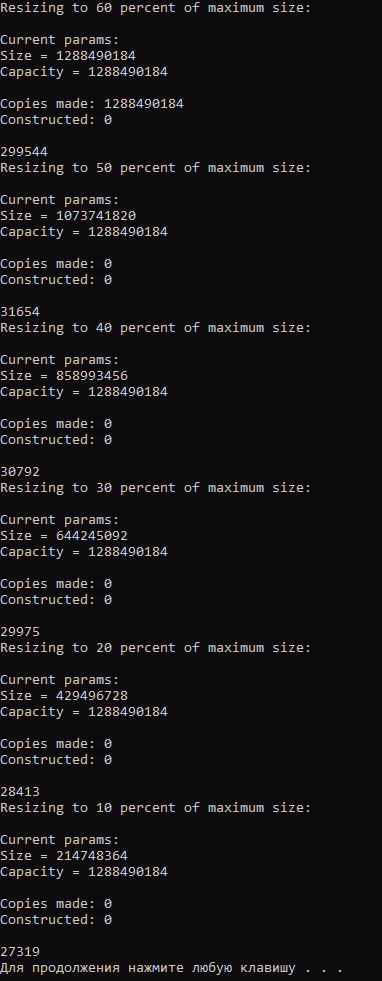 Resizing to 60 percent of maximum size:
Current params:
Size = 1288490184
Capacity = 1288490184
Copies made: 1288490184
Constructed: 0
299544
Resizing to 50 percent of maximum size:
Current params:
Size = 1073741820
Capacity = 1288490184
Copies made: 0
Constructed: 0
31654
Resizing to 40 percent of maximum size:
Current params:
Size = 858993456
Capacity = 1288490184
Copies made: 0
Constructed: 0
30792
Resizing to 30 percent of maximum size:
Current params:
Size = 644245092
Capacity = 1288490184
Copies made: 0
Constructed: 0
29975
Resizing to 20 percent of maximum size:
Current params:
Size = 429496728
Capacity = 1288490184
Copies made: 0
Constructed: 0
28413
Resizing to 10 percent of maximum size:
Current params:
Size = 214748364
Capacity = 1288490184
Copies made: 0
Constructed: 0
27319
Для продолжения нажмите любую клавишу . . .